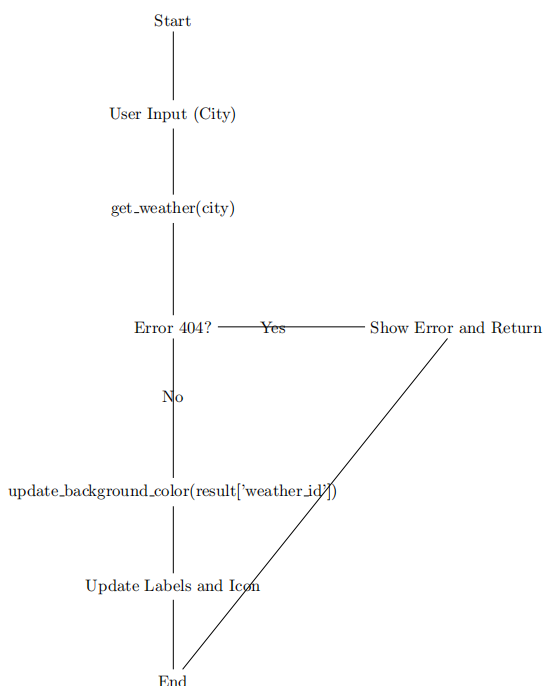 Start
User Input (City)
get_weather(city)
Error 404?
Yes
Show Error and Return
No
update_background_color(result['weather_id'])
Update Labels and Icon
End